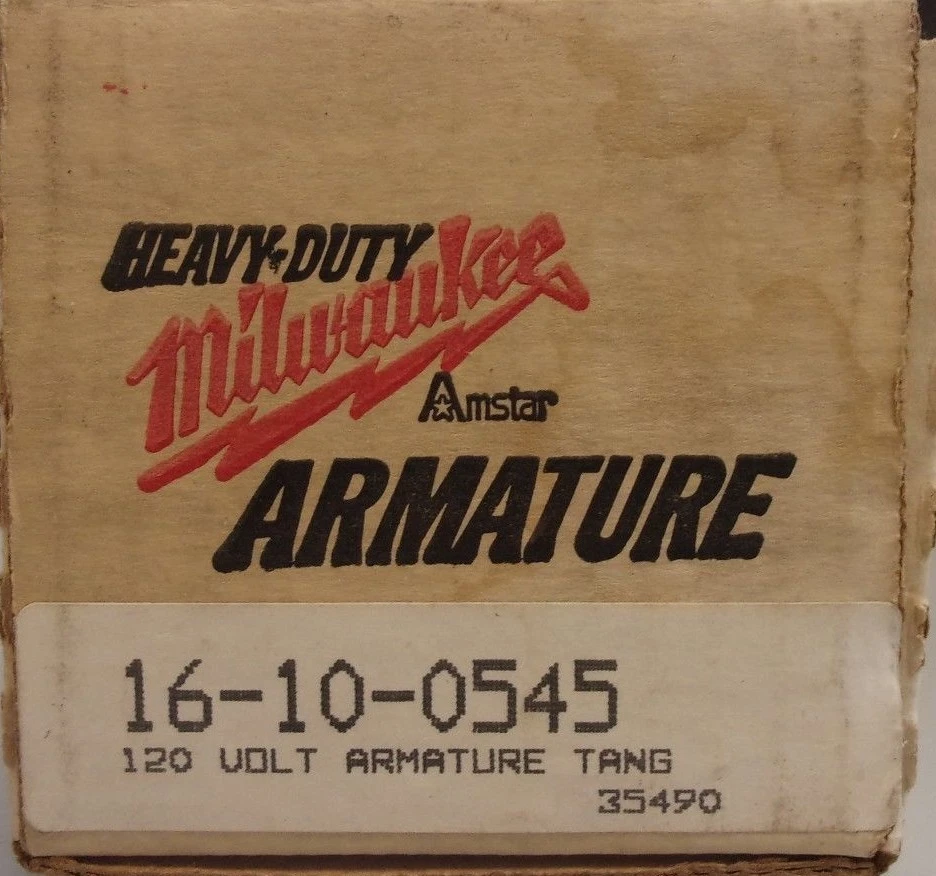 HEAVY-DUTY
Milwaukee
Amstar
ARMATURE
16-10-0545
120 VOLT ARMATURE TANG
35490